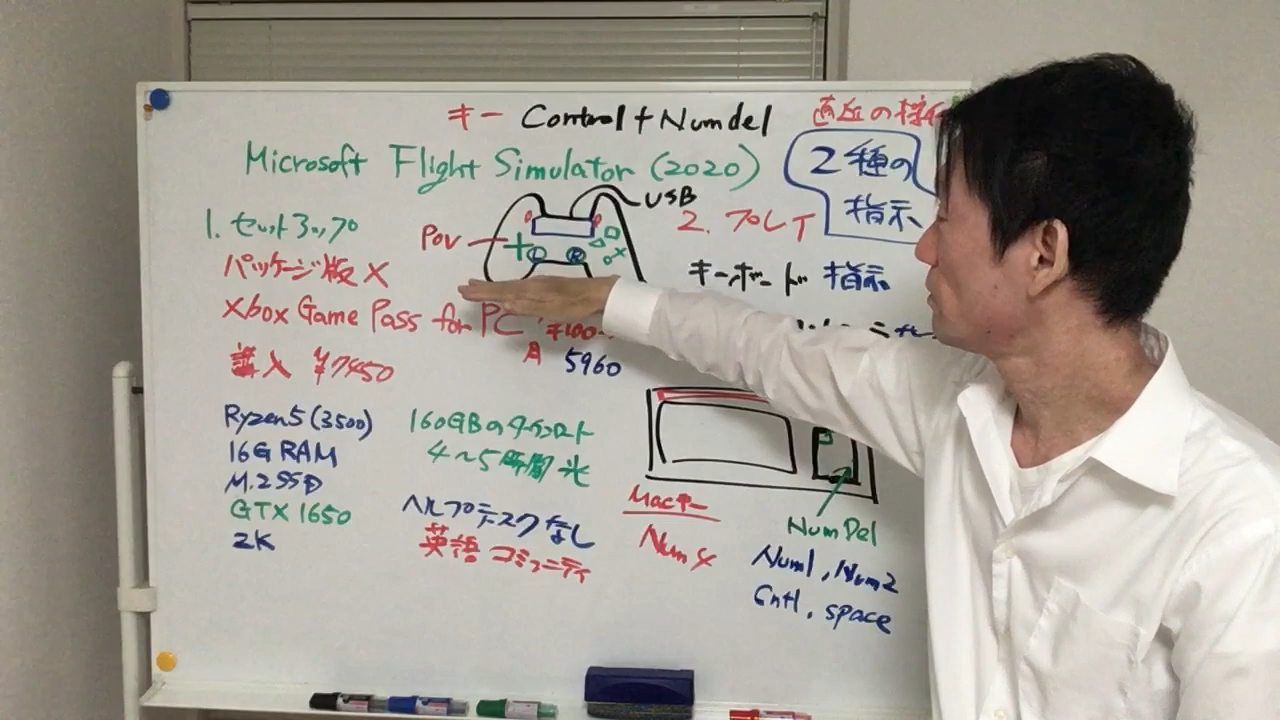 キー Control + Numdel
直近の
Microsoft Flight Simulator (2020)
2種の
指示
1. セットアップ
USB
POV
2. プレイ
パッケージ版 X
キーボード 指示
Xbox Game Pass for PC
月 5960
購入 ¥7450
Ryzen5 (3500)
160GBのダウンロード
16G RAM
4～5時間 光
M.2SSD
GTX 1650
2K
ヘルプデスクなし
英語 コミュニティ
Macキー
Num 4
NumDel
Num1, Num2
Cntl, space